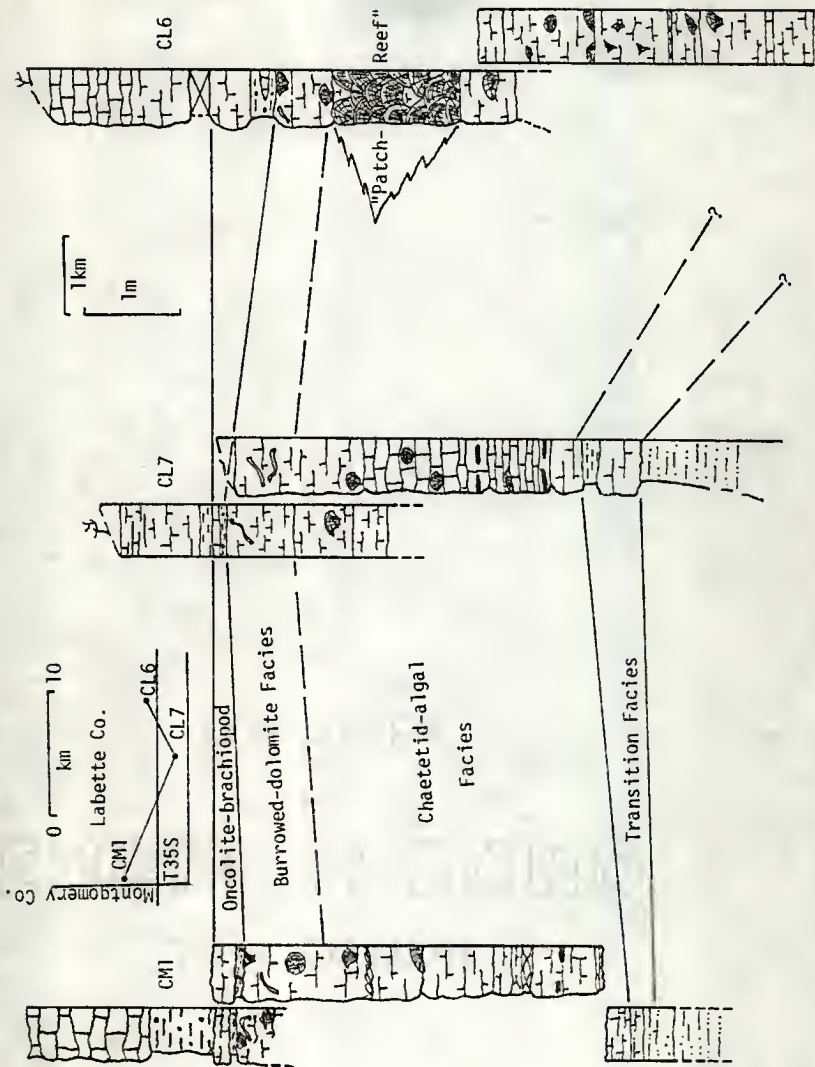 CL6
"Patch-
Reef"
1km
1m
CL7
0
10
km
Labette Co.
CM1
CL6
CL7
T35S
Montgomery Co.
CM1
Oncolite-brachiopod
Burrowed-dolomite Facies
Chaetetid-algal
Facies
Transition Facies
?
?